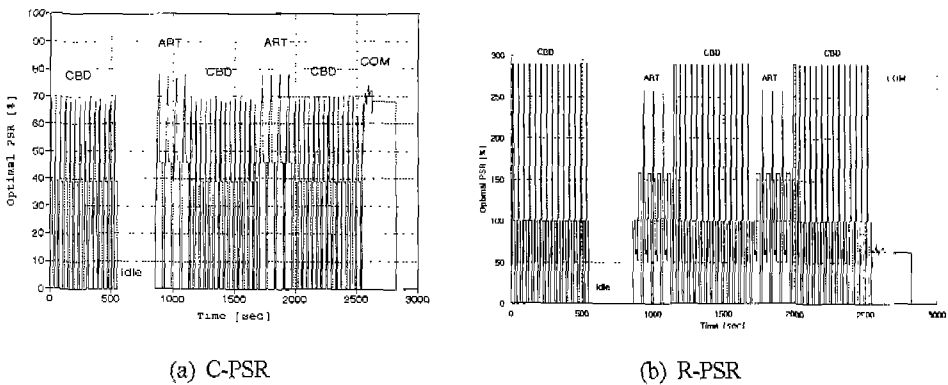 100
90
80
70
60
50
40
30
20
10
0
Optimal PSR [%]
ART
ART
CBD
CBD
CBD
COM
idle
0
500
1000
1500
2000
2500
3000
Time [sec]
(a) C-PSR
300
250
200
150
100
50
0
Optimal PSR [%]
CBD
CBD
CBD
ART
ART
COM
Idle
0
500
1000
1500
2000
2500
3000
Time [sec]
(b) R-PSR